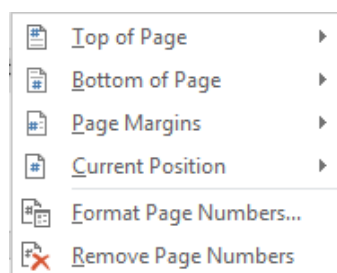 Top of Page
Bottom of Page
Page Margins
Current Position
Format Page Numbers...
Remove Page Numbers